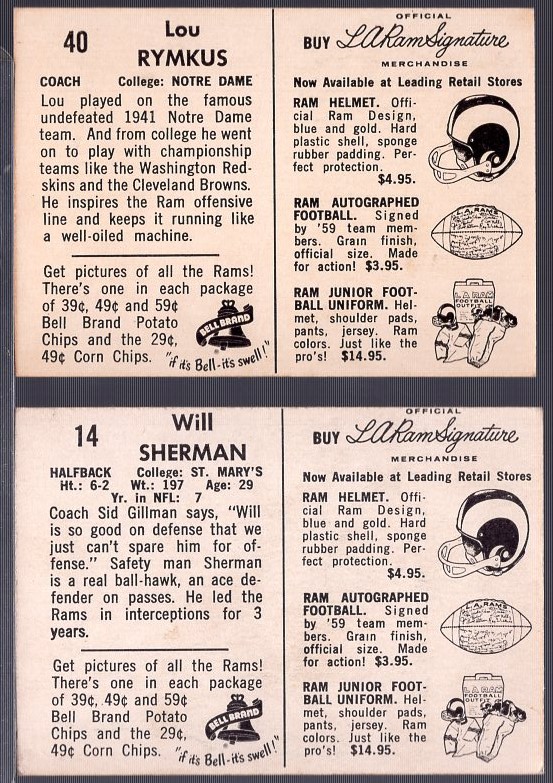 40
Lou
RYMKUS
COACH College: NOTRE DAME
Lou played on the famous
undefeated 1941 Notre Dame
team. And from college he went
on to play with championship
teams like the Washington Red-
skins and the Cleveland Browns.
He inspires the Ram offensive
line and keeps it running like
a well-oiled machine.
Get pictures of all the Rams!
There's one in each package
of 39¢, 49¢ and 59¢
Bell Brand Potato
Chips and the 29¢,
49¢ Corn Chips.
BELL BRAND
"if it's Bell-it's swell!"
OFFICIAL
BUY LA Ram Signature
MERCHANDISE
Now Available at Leading Retail Stores
RAM HELMET. Offi-
cial Ram Design,
blue and gold. Hard
plastic shell, sponge
rubber padding. Per-
fect protection.
$4.95.
RAM AUTOGRAPHED
FOOTBALL. Signed
by '59 team mem-
bers. Grain finish,
official size. Made
for action! $3.95.
L.A. RAMS
RAM JUNIOR FOOT-
BALL UNIFORM. Hel-
met, shoulder pads,
pants, jersey. Ram
colors. Just like the
pro's! $14.95.
L.A. RAM
FOOTBALL
OUTFIT
14
Will
SHERMAN
HALFBACK College: ST. MARY'S
Ht.: 6-2 Wt.: 197 Age: 29
Yr. in NFL: 7
Coach Sid Gillman says, "Will
is so good on defense that we
just can't spare him for of-
fense." Safety man Sherman
is a real ball-hawk, an ace de-
fender on passes. He led the
Rams in interceptions for 3
years.
Get pictures of all the Rams!
There's one in each package
of 39¢, 49¢ and 59¢
Bell Brand Potato
Chips and the 29¢,
49¢ Corn Chips.
BELL BRAND
"if it's Bell-it's swell!"
OFFICIAL
BUY LA Ram Signature
MERCHANDISE
Now Available at Leading Retail Stores
RAM HELMET. Offi-
cial Ram Design,
blue and gold. Hard
plastic shell, sponge
rubber padding. Per-
fect protection.
$4.95.
RAM AUTOGRAPHED
FOOTBALL. Signed
by '59 team mem-
bers. Grain finish,
official size. Made
for action! $3.95.
L.A. RAMS
RAM JUNIOR FOOT-
BALL UNIFORM. Hel-
met, shoulder pads,
pants, jersey. Ram
colors. Just like the
pro's! $14.95.
L.A. RAM
FOOTBALL
OUTFIT